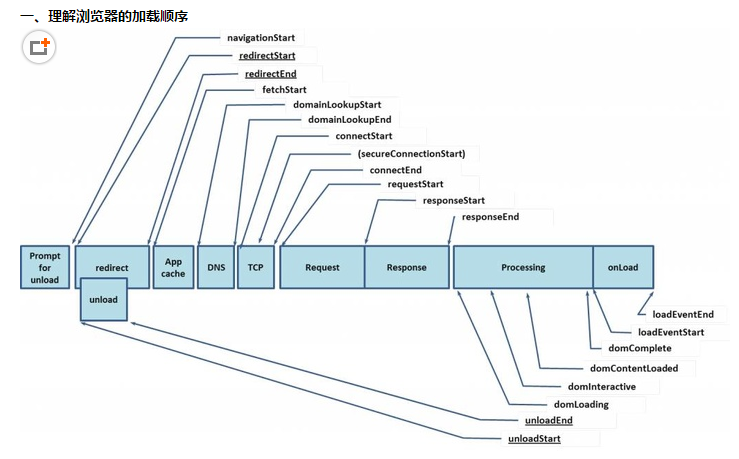 一、理解浏览器的加载顺序
navigationStart
redirectStart
redirectEnd
fetchStart
domainLookupStart
domainLookupEnd
connectStart
(secureConnectionStart)
connectEnd
requestStart
responseStart
responseEnd
Prompt
for
unload
redirect
unload
App
cache
DNS
TCP
Request
Response
Processing
onLoad
loadEventEnd
loadEventStart
domComplete
domContentLoaded
domInteractive
domLoading
unloadEnd
unloadStart